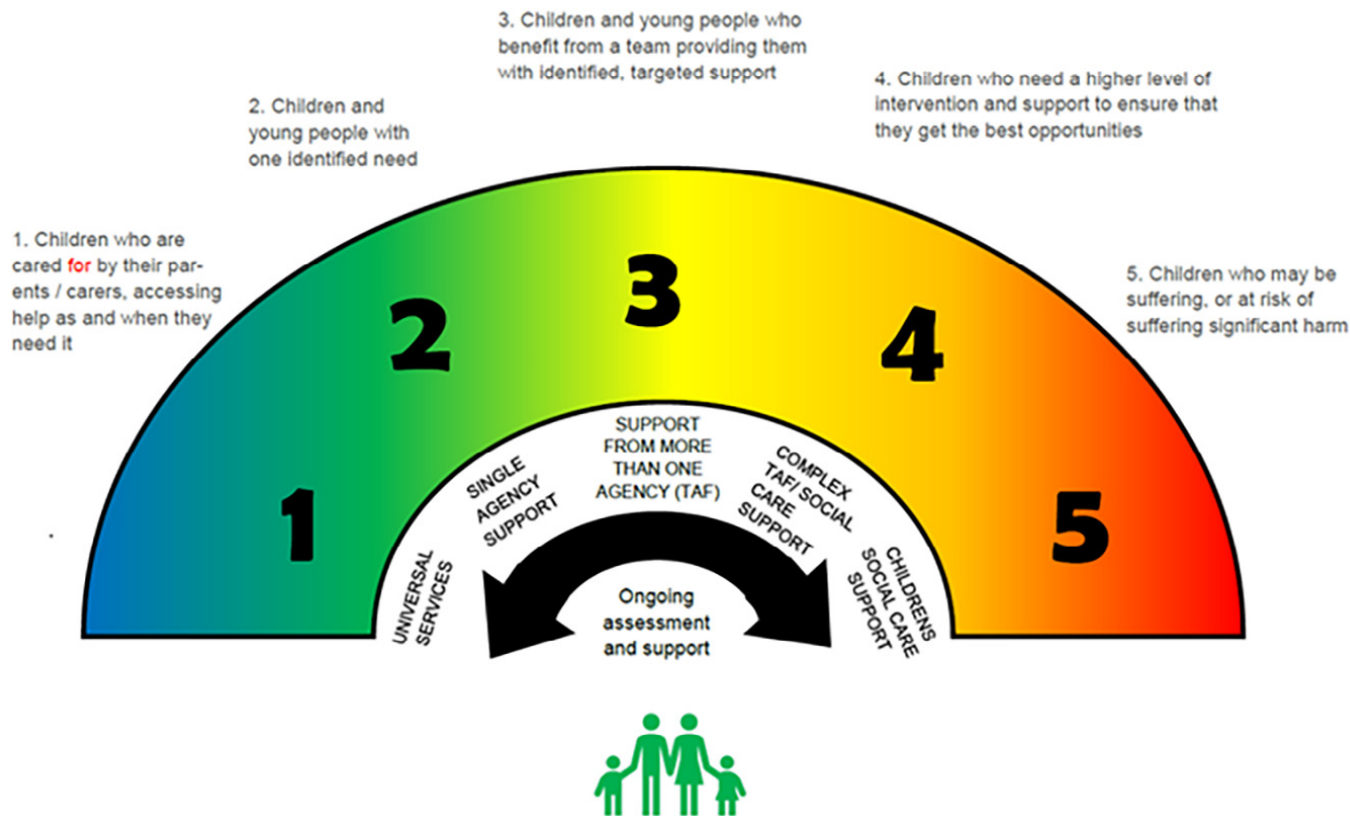 3. Children and young people who
benefit from a team providing them
with identified, targeted support
4. Children who need a higher level of
intervention and support to ensure that
they get the best opportunities
2. Children and
young people with
one identified need
1. Children who are
cared for by their par-
ents / carers, accessing
help as and when they
need it
5. Children who may be
suffering, or at risk of
suffering significant harm
1
2
3
4
5
UNIVERSAL
SERVICES
SINGLE
AGENCY
SUPPORT
SUPPORT
FROM MORE
THAN ONE
AGENCY (TAF)
COMPLEX
TAF/ SOCIAL
CARE
SUPPORT
CHILDRENS
SOCIAL CARE
SUPPORT
Ongoing
assessment
and support